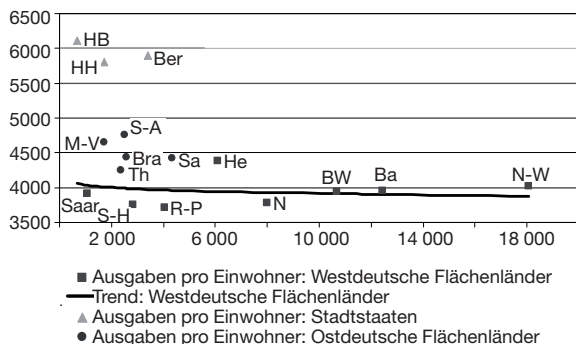 6500
HB
6000
HH
Ber
5500
5000
S-A
M-V
4500
Bra
Sa
He
Th
BW
Ba
N-W
4000
Saar
S-H
R-P
N
3500
2 000
6 000
10 000
14 000
18 000
Ausgaben pro Einwohner: Westdeutsche Flächenländer
Trend: Westdeutsche Flächenländer
Ausgaben pro Einwohner: Stadtstaaten
Ausgaben pro Einwohner: Ostdeutsche Flächenländer